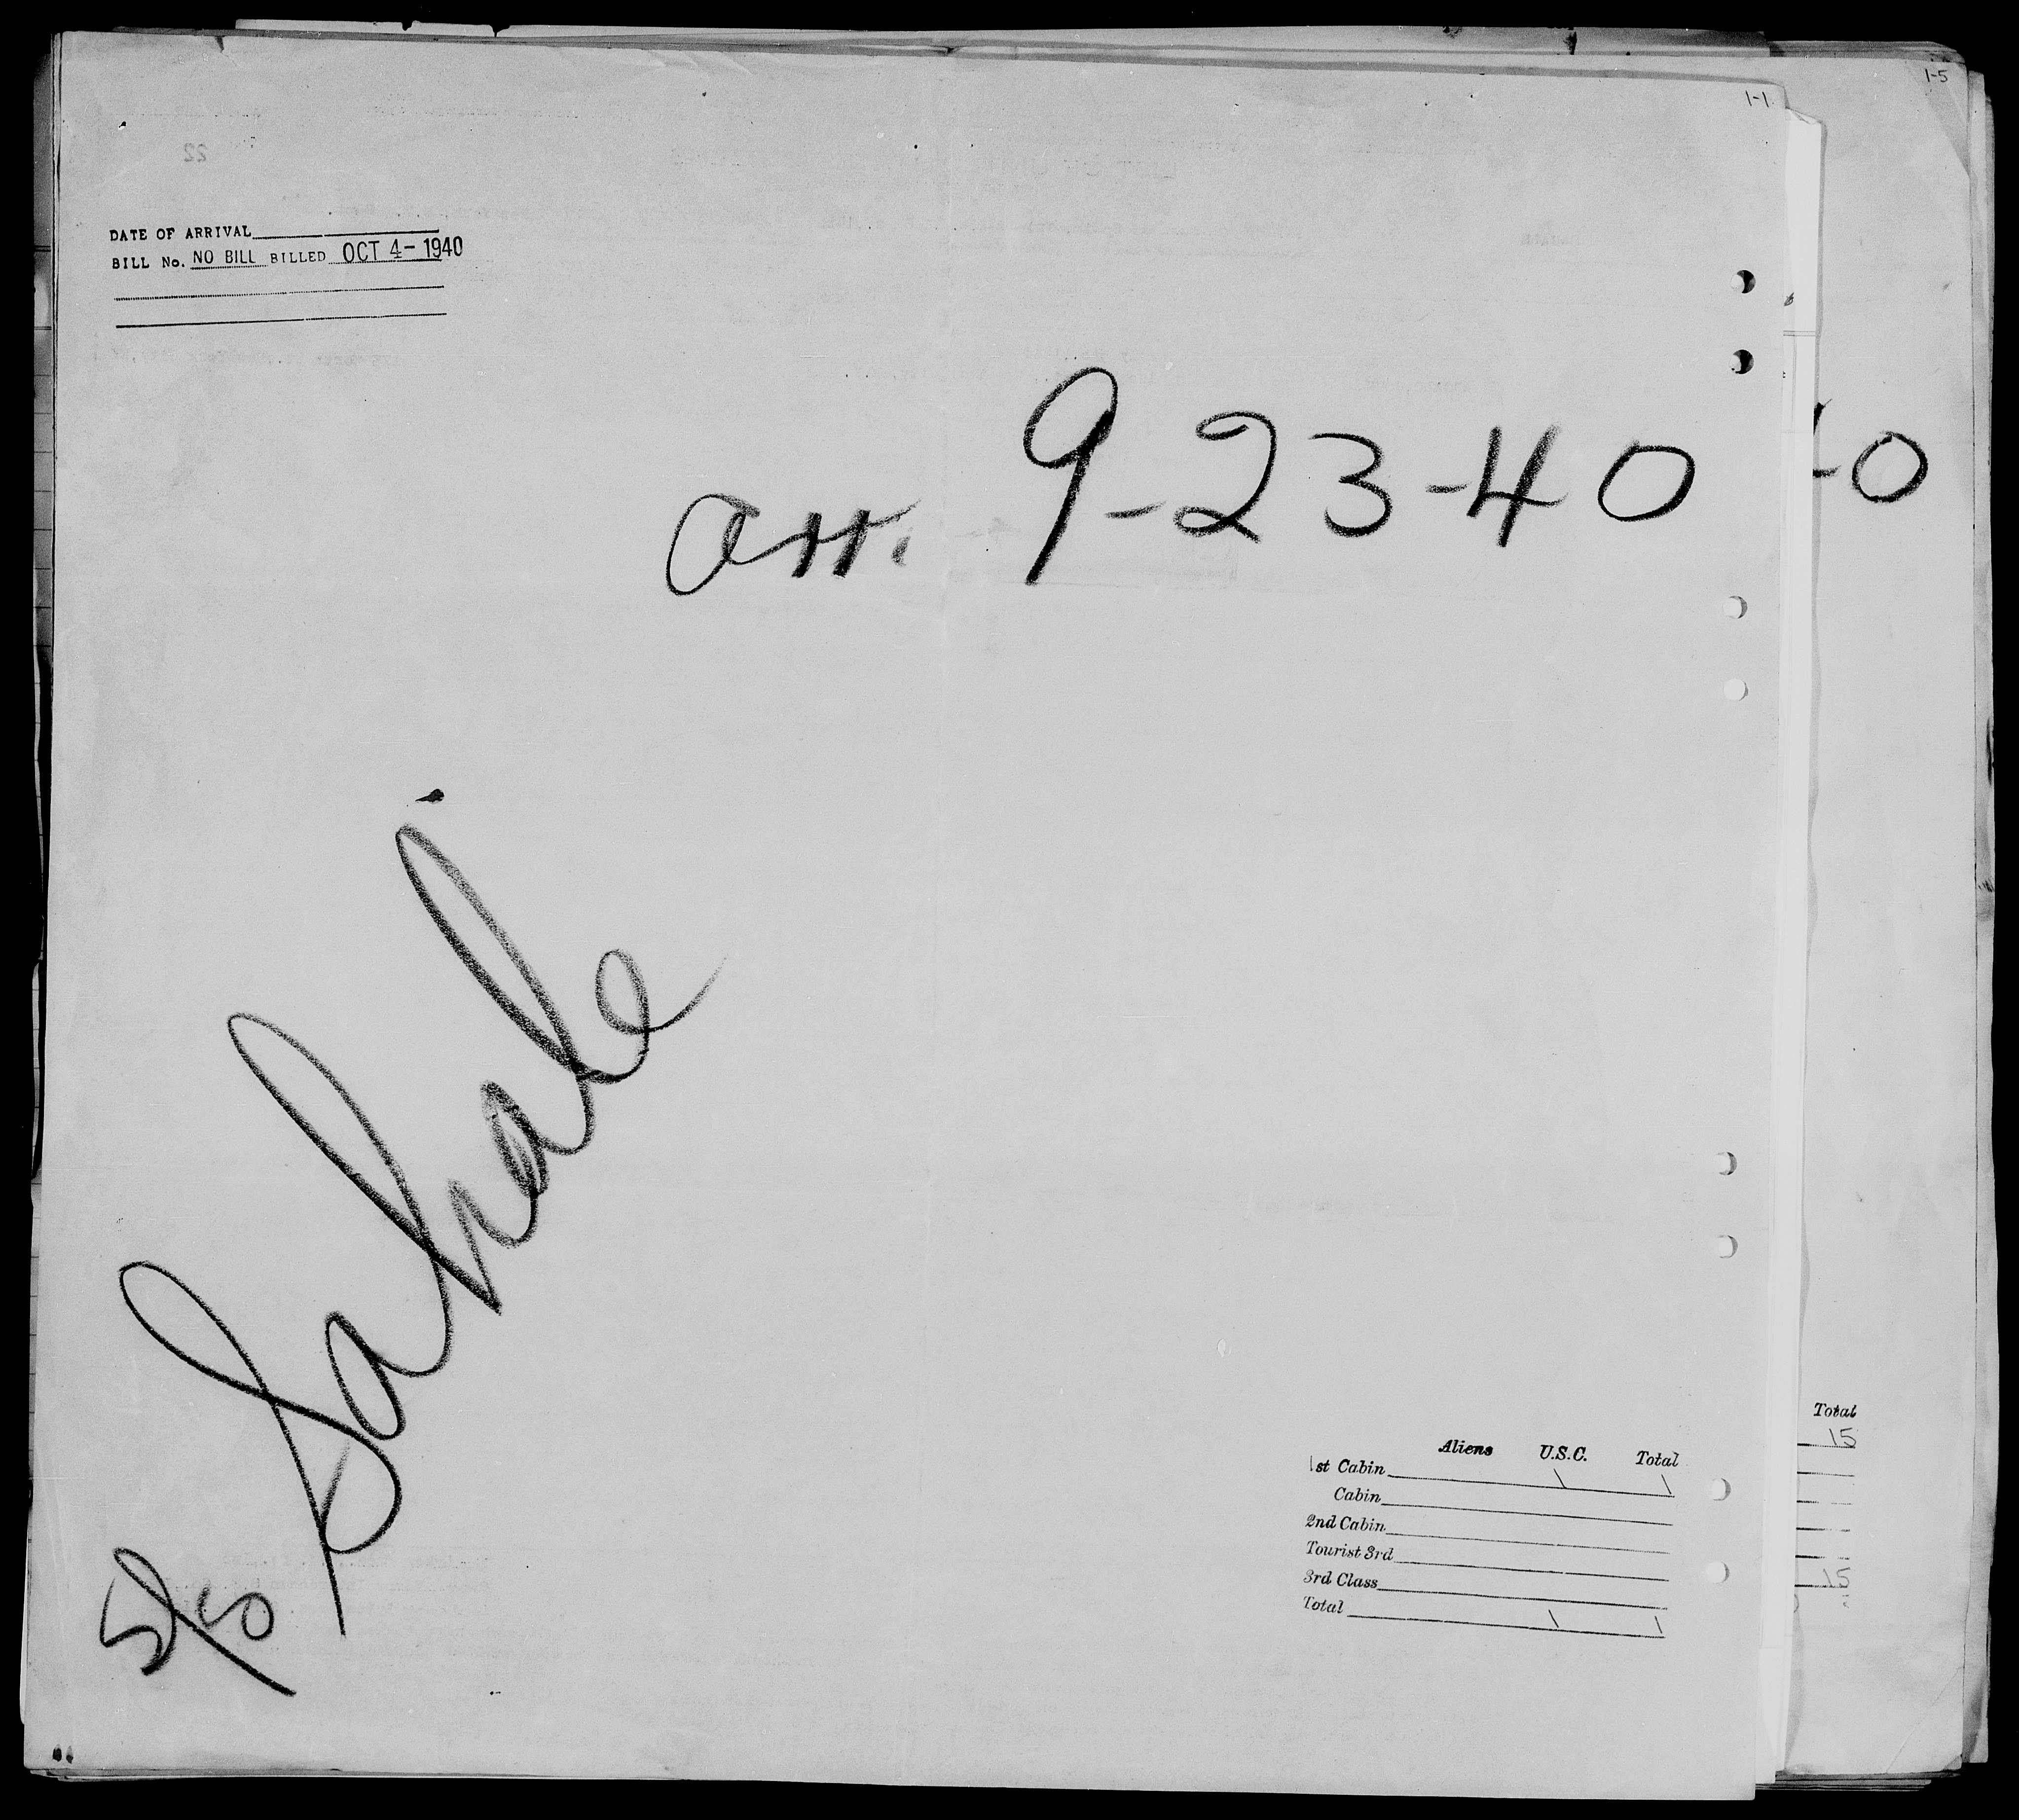 1-5
1-1
22
DATE OF ARRIVAL
BILL No. NO BILL BILLED OCT 4- 1940
arr. 9-23-40
0
S/S Sahale
Aliens U.S.C. Total
1st Cabin 1 1
Cabin
2nd Cabin
Tourist 3rd
3rd Class
Total 1 1
Total
15
15